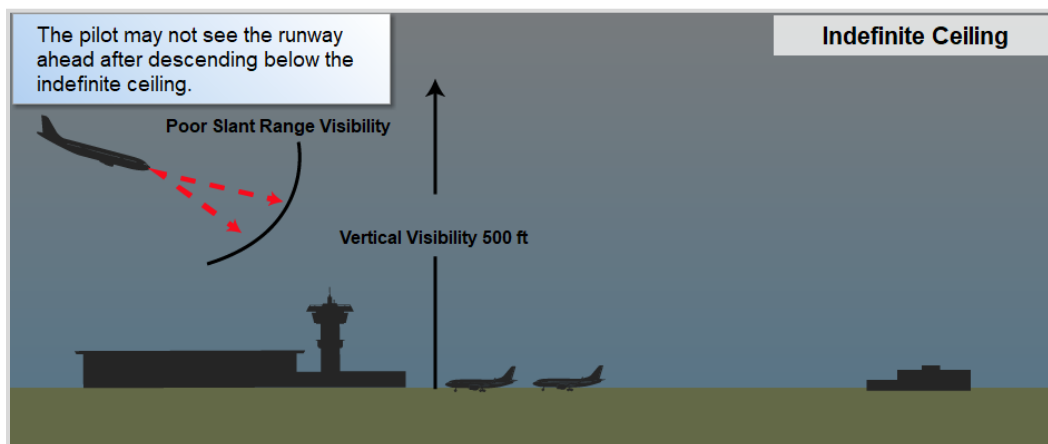 The pilot may not see the runway
ahead after descending below the
indefinite ceiling.
Indefinite Ceiling
Poor Slant Range Visibility
Vertical Visibility 500 ft